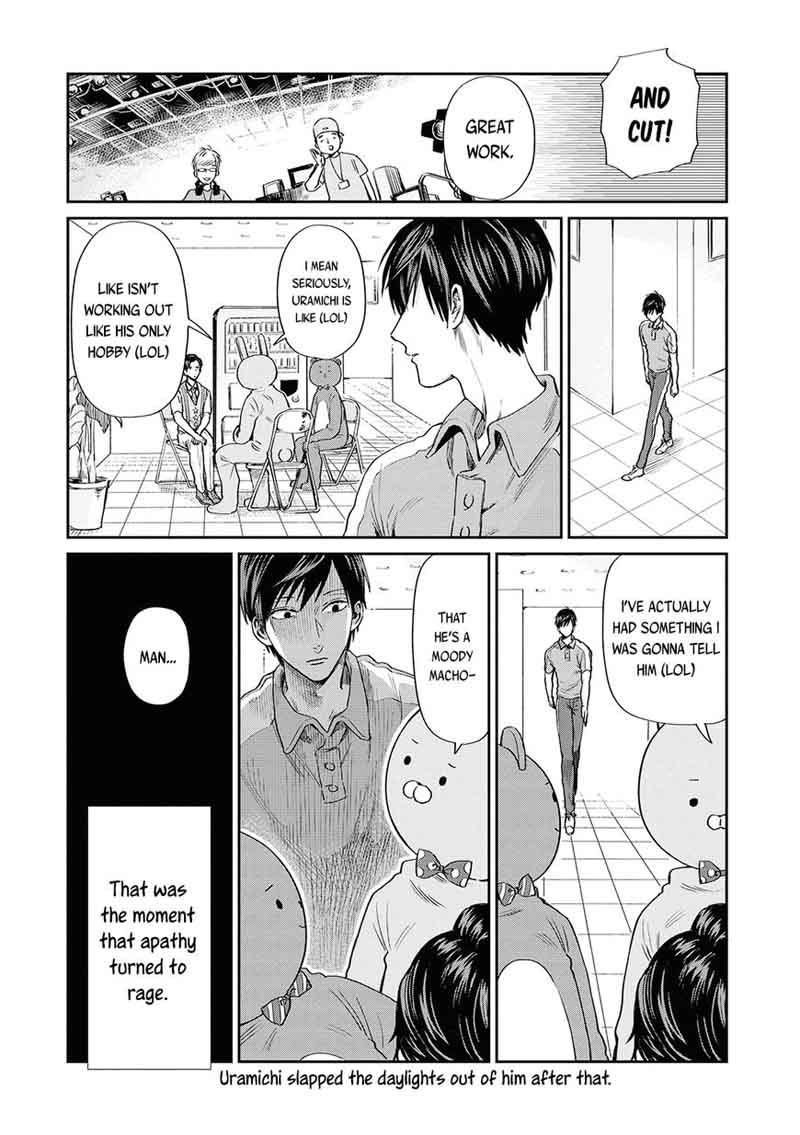 AND
CUT!
GREAT
WORK.
I MEAN
SERIOUSLY,
URAMICHI IS
LIKE (LOL)
LIKE ISN'T
WORKING OUT
LIKE HIS ONLY
HOBBY (LOL)
I'VE ACTUALLY
HAD SOMETHING I
WAS GONNA TELL
HIM (LOL)
THAT
HE'S A
MOODY
MACHO-
MAN...
That was
the moment
that apathy
turned to
rage.
Uramichi slapped the daylights out of him after that.